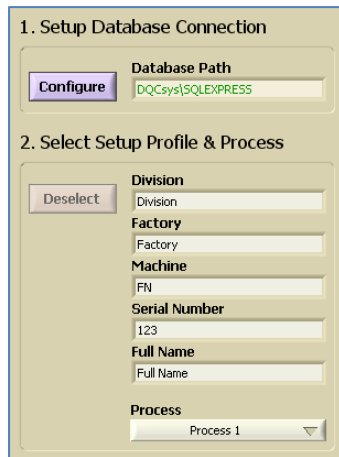 1. Setup Database Connection
Database Path
Configure
DQCsys\SQLEXPRESS
2. Select Setup Profile & Process
Division
Deselect
Division
Factory
Factory
Machine
FN
Serial Number
123
Full Name
Full Name
Process
Process 1